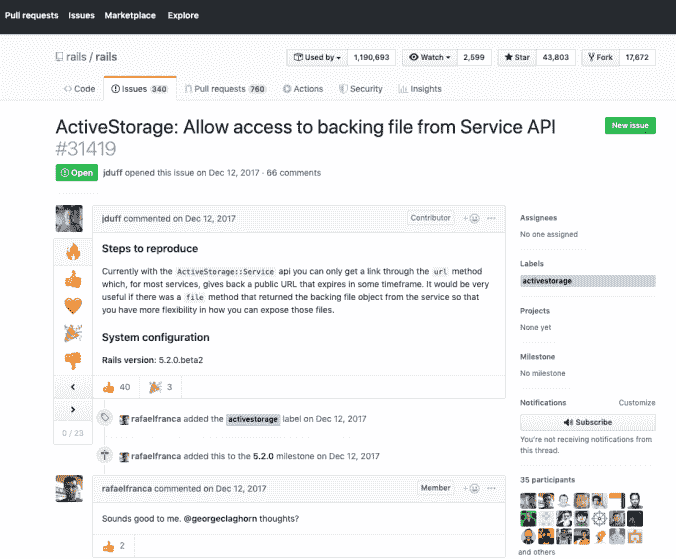 Pull requests Issues Marketplace Explore
rails / rails
Used by 1,190,693 Watch 2,599 Star 43,803 Fork 17,672
Code Issues 340 Pull requests 760 Actions Security Insights
ActiveStorage: Allow access to backing file from Service API
#31419
New issue
Open jduff opened this issue on Dec 12, 2017 · 66 comments
jduff commented on Dec 12, 2017 Contributor
Steps to reproduce
Currently with the ActiveStorage::Service api you can only get a link through the url method
which, for most services, gives back a public URL that expires in some timeframe. It would be very
useful if there was a file method that returned the backing file object from the service so that
you have more flexibility in how you can expose those files.
System configuration
Rails version: 5.2.0.beta2
40 3
0 / 23
rafaelfranca added the activestorage label on Dec 12, 2017
rafaelfranca added this to the 5.2.0 milestone on Dec 12, 2017
rafaelfranca commented on Dec 12, 2017 Member
Sounds good to me. @georgeclaghorn thoughts?
2
Assignees
No one assigned
Labels
activestorage
Projects
None yet
Milestone
No milestone
Notifications Customize
Subscribe
You're not receiving notifications from
this thread.
35 participants
and others